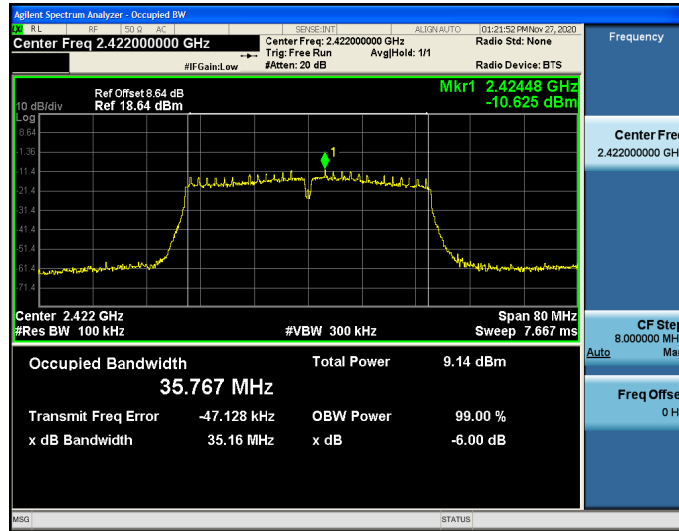 Agilent Spectrum Analyzer - Occupied BW
LXI RL RF 50 Ω AC SENSE:INT ALIGN AUTO 01:21:52 PM Nov 27, 2020
Center Freq 2.422000000 GHz
Center Freq: 2.422000000 GHz
Radio Std: None
Trig: Free Run Avg|Hold: 1/1
#IFGain:Low
#Atten: 20 dB
Radio Device: BTS
Frequency
Ref Offset 8.64 dB
Ref 18.64 dBm
Mkr1 2.42448 GHz
-10.625 dBm
10 dB/div
Log
8.64
-1.36
-11.4
-21.4
-31.4
-41.4
-51.4
-61.4
-71.4
1
Center 2.422 GHz
Span 80 MHz
#Res BW 100 kHz
#VBW 300 kHz
Sweep 7.667 ms
Center Fre
2.422000000 GH
CF Step
8.000000 MH
Auto Ma
Freq Offse
0 H
Occupied Bandwidth
35.767 MHz
Total Power 9.14 dBm
Transmit Freq Error -47.128 kHz OBW Power 99.00 %
x dB Bandwidth 35.16 MHz x dB -6.00 dB
MSG STATUS